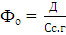 Фо = Д / Сс.г